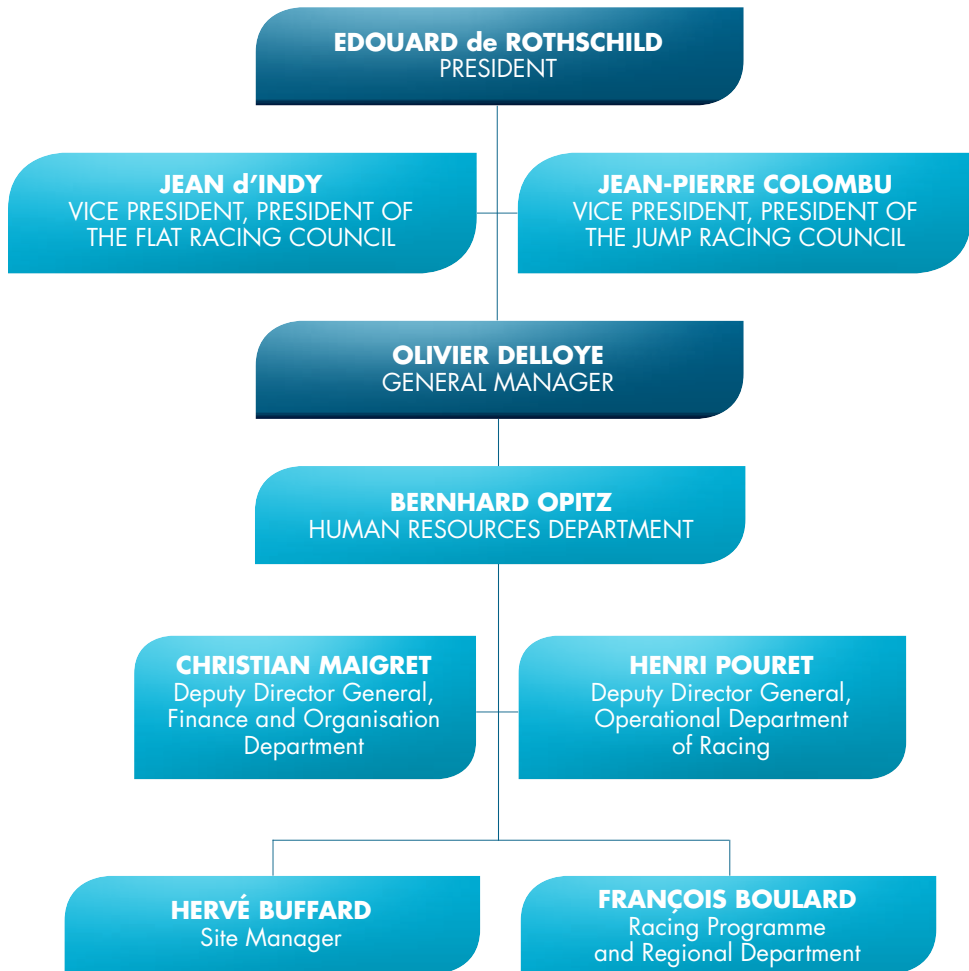 EDOUARD de ROTHSCHILD
PRESIDENT
JEAN d'INDY
VICE PRESIDENT, PRESIDENT OF
THE FLAT RACING COUNCIL
JEAN-PIERRE COLOMBU
VICE PRESIDENT, PRESIDENT OF
THE JUMP RACING COUNCIL
OLIVIER DELLOYE
GENERAL MANAGER
BERNHARD OPITZ
HUMAN RESOURCES DEPARTMENT
CHRISTIAN MAIGRET
Deputy Director General,
Finance and Organisation
Department
HENRI POURET
Deputy Director General,
Operational Department
of Racing
HERVÉ BUFFARD
Site Manager
FRANÇOIS BOULARD
Racing Programme
and Regional Department